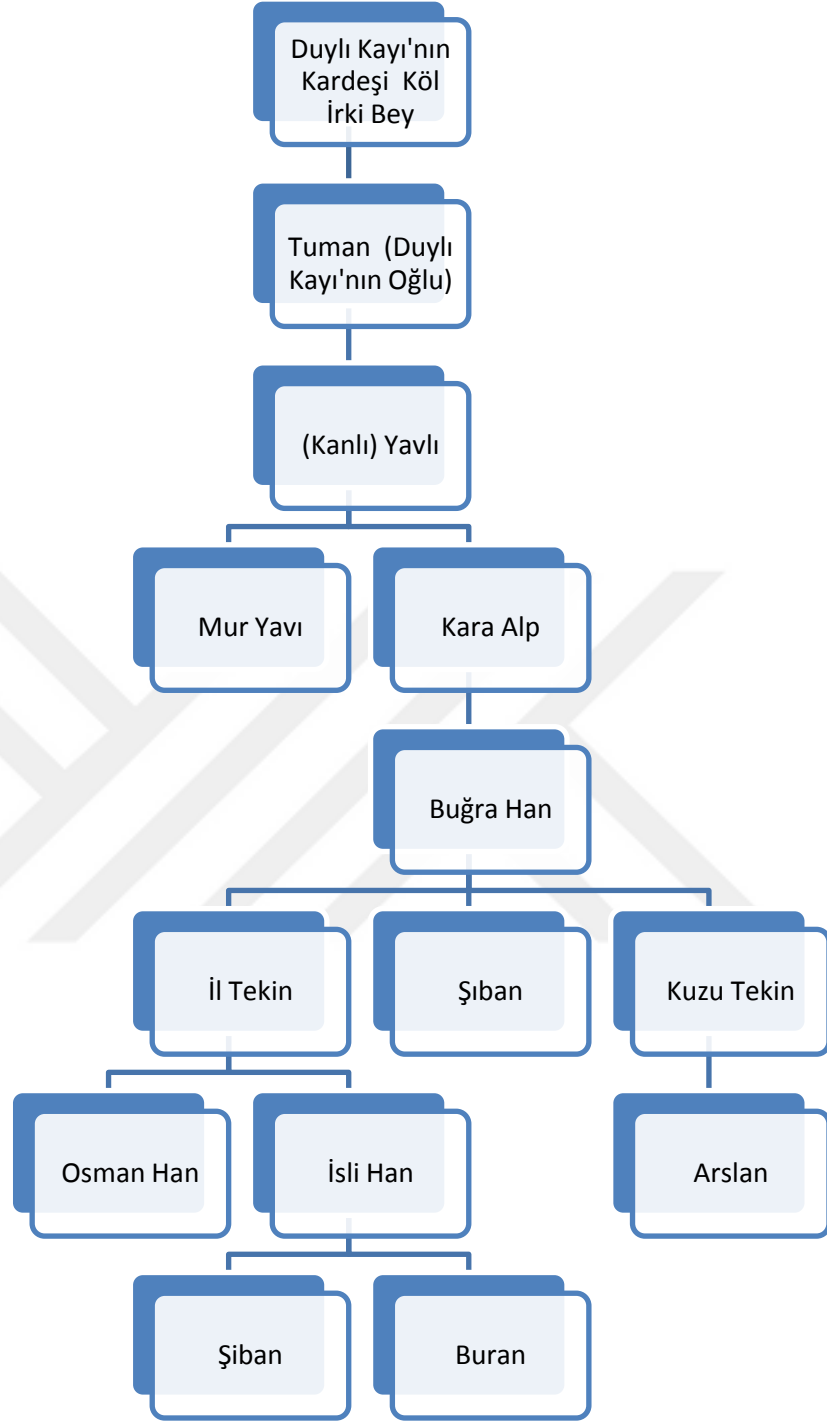 Duylı Kayı'nın
Kardeşi Köl
İrki Bey
Tuman (Duylı
Kayı'nın Oğlu)
(Kanlı) Yavlı
Mur Yavı
Kara Alp
Buğra Han
İl Tekin
Şıban
Kuzu Tekin
Osman Han
İsli Han
Arslan
Şiban
Buran